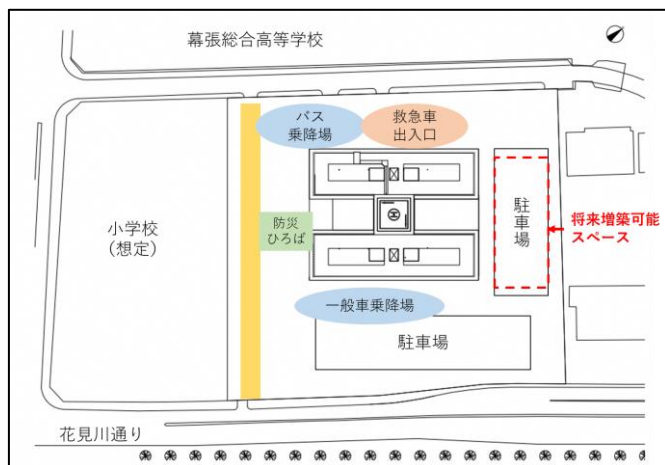 幕張総合高等学校
バス
乗降場
救急車
出入口
小学校
(想定)
防災
ひろば
H
駐車場
将来増築可能
スペース
一般車乗降場
駐車場
花見川通り